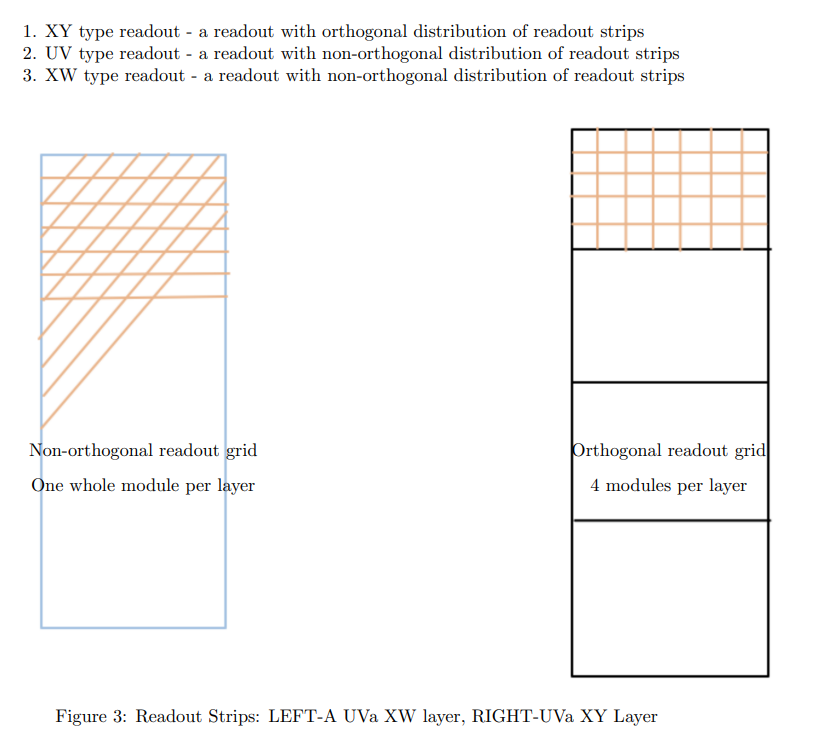 1. XY type readout - a readout with orthogonal distribution of readout strips
2. UV type readout - a readout with non-orthogonal distribution of readout strips
3. XW type readout - a readout with non-orthogonal distribution of readout strips
Non-orthogonal readout grid
One whole module per layer
Orthogonal readout grid
4 modules per layer
Figure 3: Readout Strips: LEFT-A UVa XW layer, RIGHT-UVa XY Layer